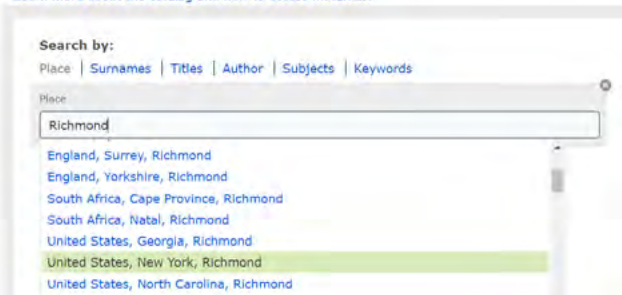 Search by:
Place | Surnames | Titles | Author | Subjects | Keywords
Place
Richmond
England, Surrey, Richmond
England, Yorkshire, Richmond
South Africa, Cape Province, Richmond
South Africa, Natal, Richmond
United States, Georgia, Richmond
United States, New York, Richmond
United States, North Carolina, Richmond